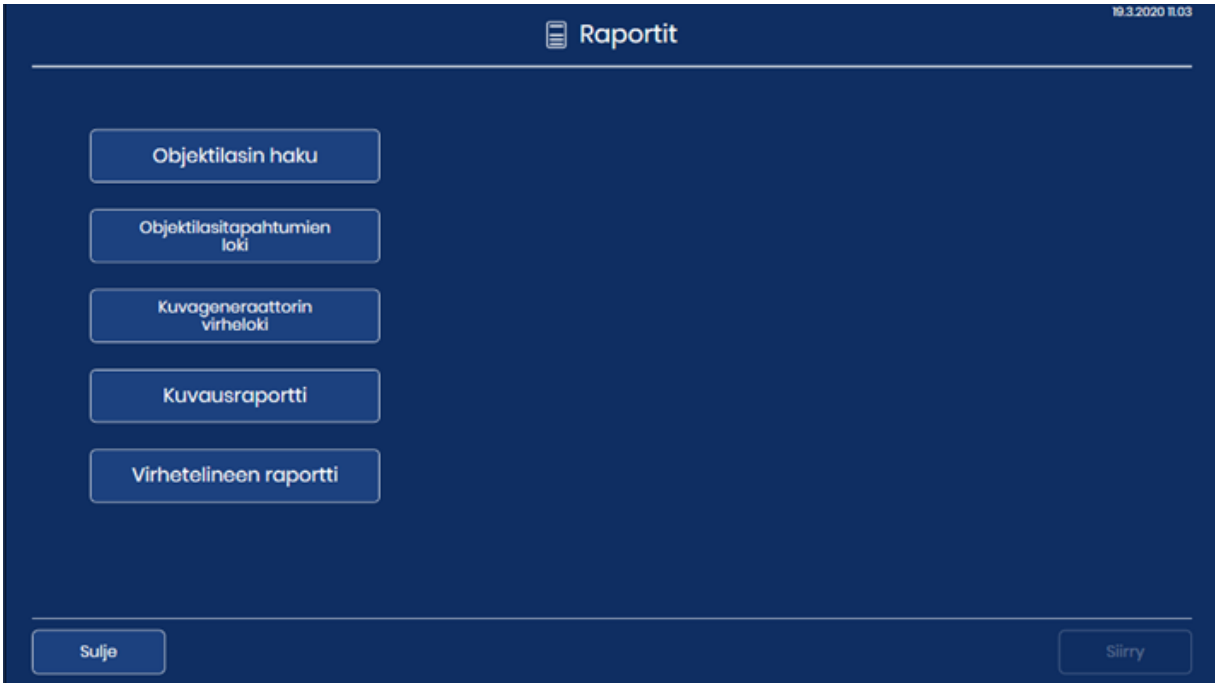 19.3.2020 11.03
Raportit
Objektilasin haku
Objektilasitapahtumien
loki
Kuvageneraattorin
virheloki
Kuvausraportti
Virhetelineen raportti
Sulje
Siirry